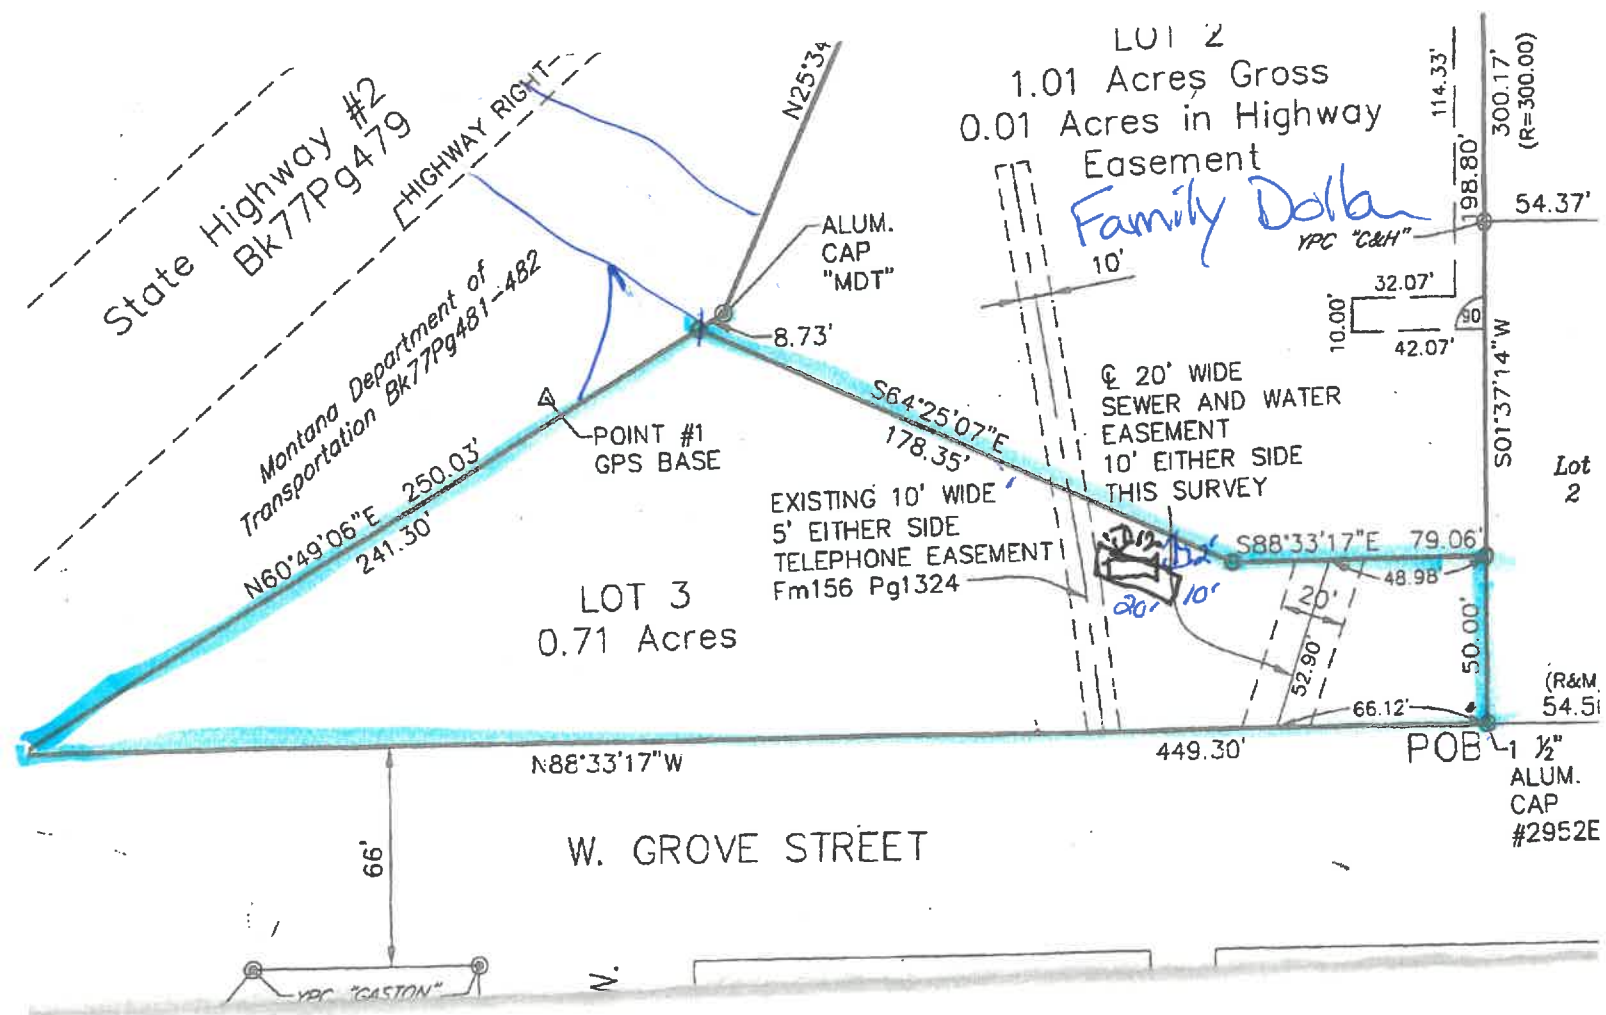 State Highway #2
Bk77Pg479
HIGHWAY RIGHT
Montana Department of
Transportation Bk77Pg481-482
N25°34
LOT 2
1.01 Acres Gross
0.01 Acres in Highway
Easement
Family Dollar
YPC "C&H"
114.33'
198.80'
300.17'
(R=300.00)
54.37'
ALUM.
CAP
"MDT"
8.73'
10'
32.07'
10.00'
90
42.07'
S01°37'14"W
Lot
2
℄ 20' WIDE
SEWER AND WATER
EASEMENT
10' EITHER SIDE
THIS SURVEY
S64°25'07"E
178.35'
POINT #1
GPS BASE
250.03'
N60°49'06"E
241.30'
EXISTING 10' WIDE
5' EITHER SIDE
TELEPHONE EASEMENT
Fm156 Pg1324
20'
10'
S88°33'17"E 79.06'
48.98
20'
52.90'
50.00'
66.12'
LOT 3
0.71 Acres
(R&M
POB
1 ½"
ALUM.
CAP
#2952E
N88°33'17"W
449.30'
66'
W. GROVE STREET
YPC "GASTON"